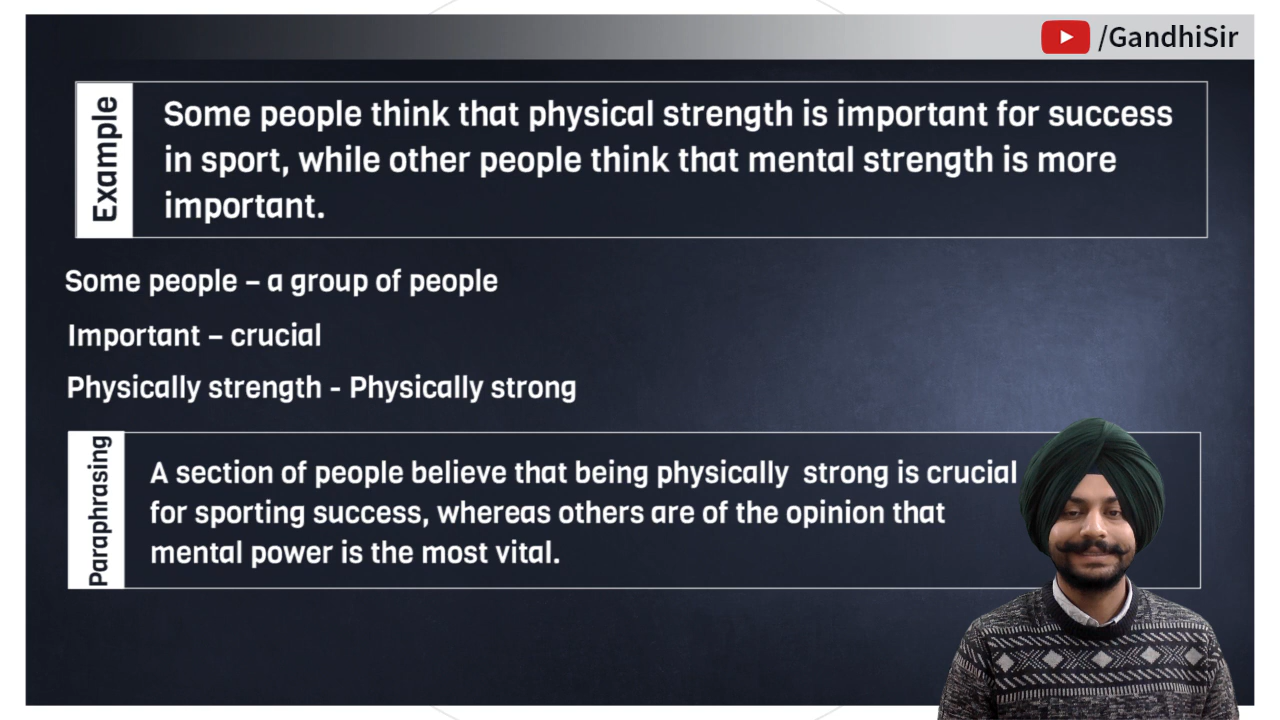 /GandhiSir
Example
Some people think that physical strength is important for success
in sport, while other people think that mental strength is more
important.
Some people – a group of people
Important – crucial
Physically strength - Physically strong
Paraphrasing
A section of people believe that being physically strong is crucial
for sporting success, whereas others are of the opinion that
mental power is the most vital.